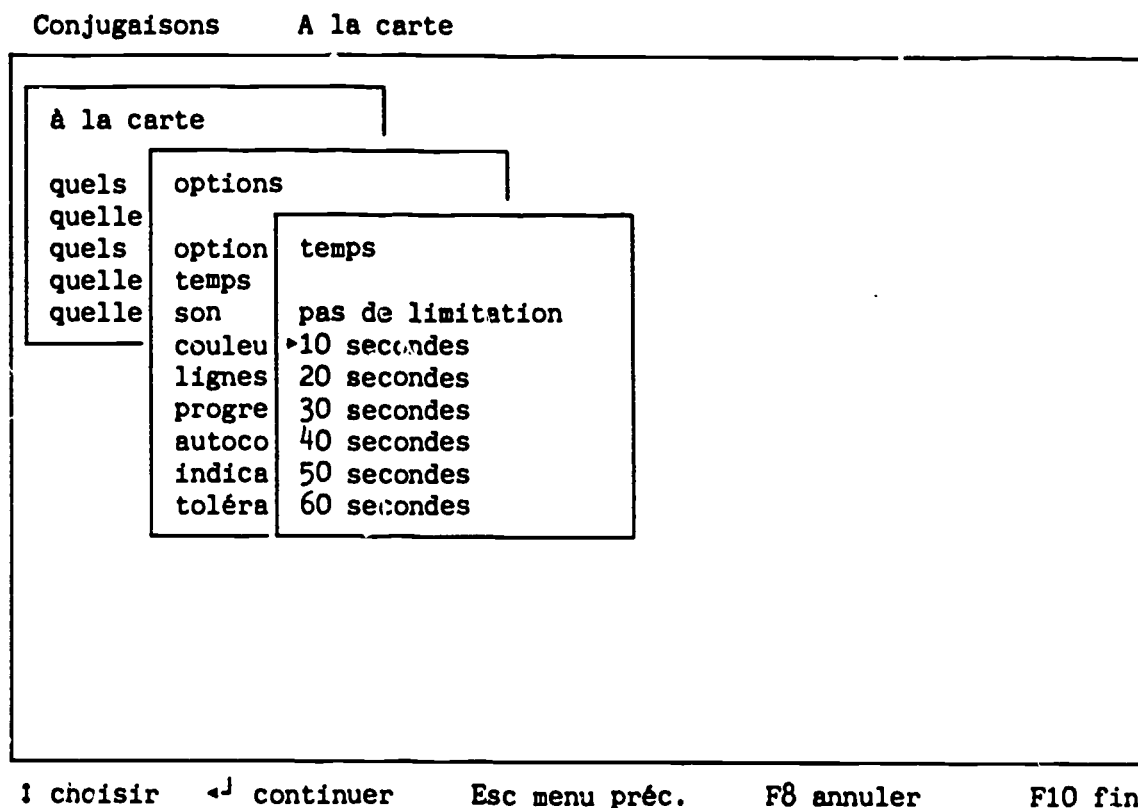 Conjugaisons A la carte
à la carte
quels
quelle
quels
quelle
quelle
options
option
temps
son
couleu
lignes
progre
autoco
indica
toléra
temps
pas de limitation
▸10 secondes
20 secondes
30 secondes
40 secondes
50 secondes
60 secondes
↕ choisir ↵ continuer Esc menu préc. F8 annuler F10 fin